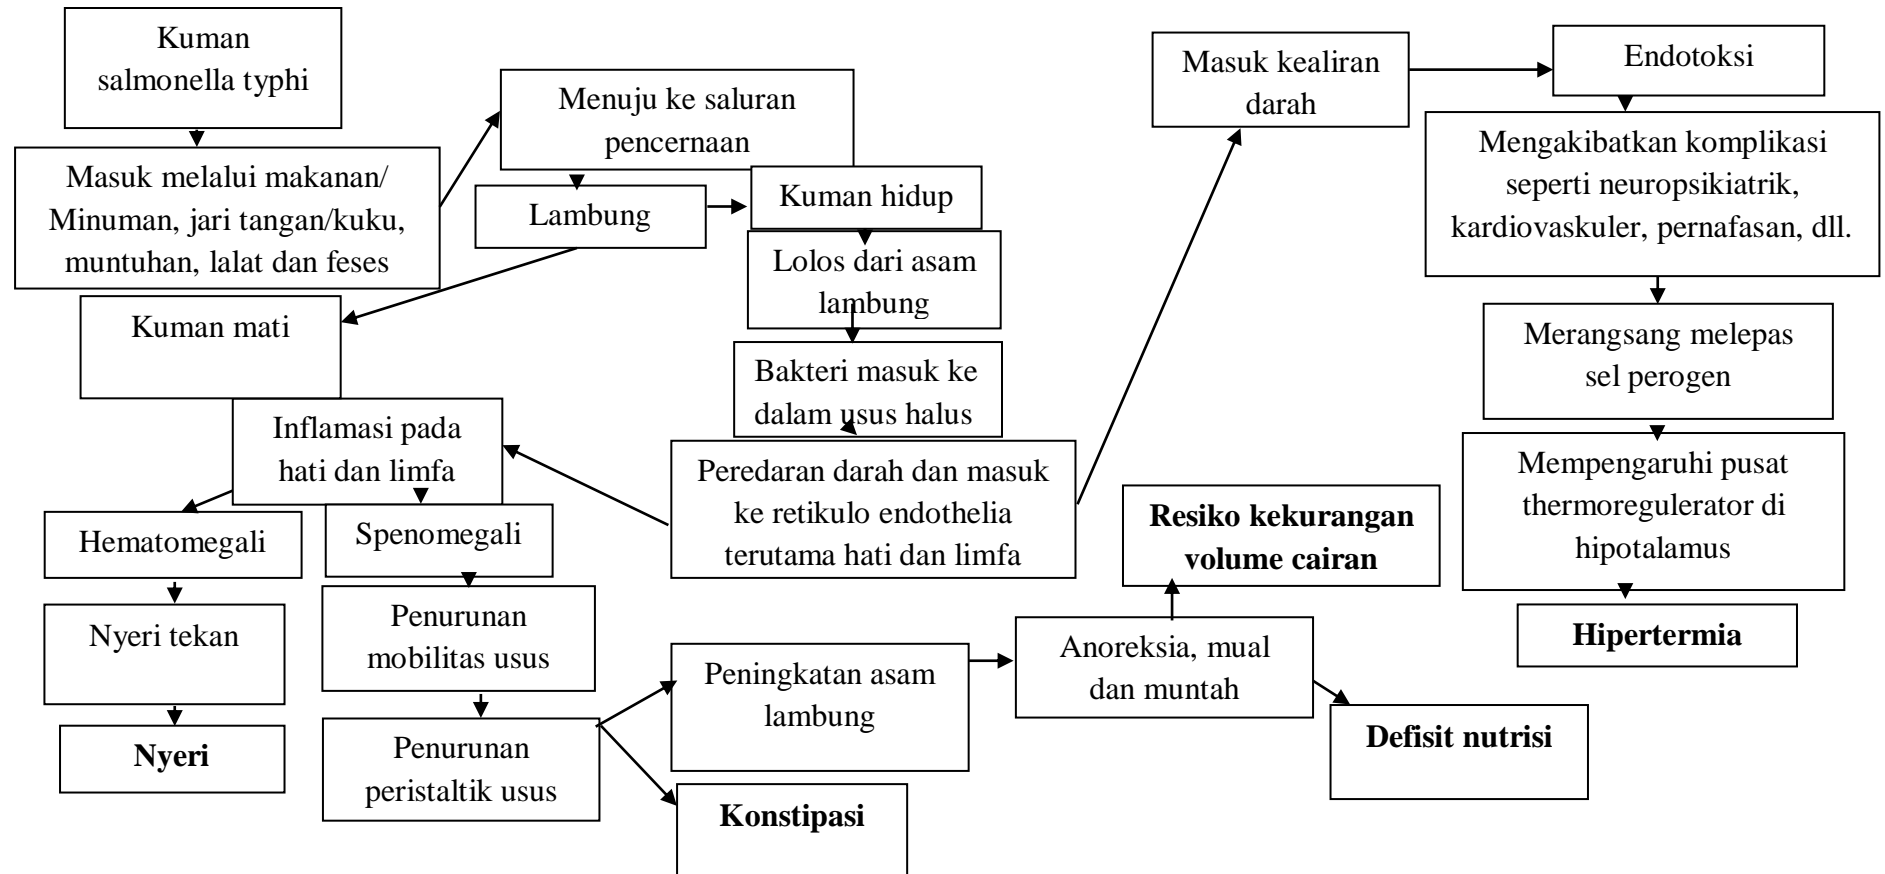 Kuman
salmonella typhi
Masuk melalui makanan/
Minuman, jari tangan/kuku,
muntuhan, lalat dan feses
Menuju ke saluran
pencernaan
Lambung
Kuman hidup
Lolos dari asam
lambung
Kuman mati
Bakteri masuk ke
dalam usus halus
Peredaran darah dan masuk
ke retikulo endothelia
terutama hati dan limfa
Inflamasi pada
hati dan limfa
Hematomegali
Nyeri tekan
Nyeri
Spenomegali
Penurunan
mobilitas usus
Penurunan
peristaltik usus
Peningkatan asam
lambung
Konstipasi
Anoreksia, mual
dan muntah
Resiko kekurangan
volume cairan
Defisit nutrisi
Masuk kealiran
darah
Endotoksi
Mengakibatkan komplikasi
seperti neuropsikiatrik,
kardiovaskuler, pernafasan, dll.
Merangsang melepas
sel perogen
Mempengaruhi pusat
thermoregulerator di
hipotalamus
Hipertermia